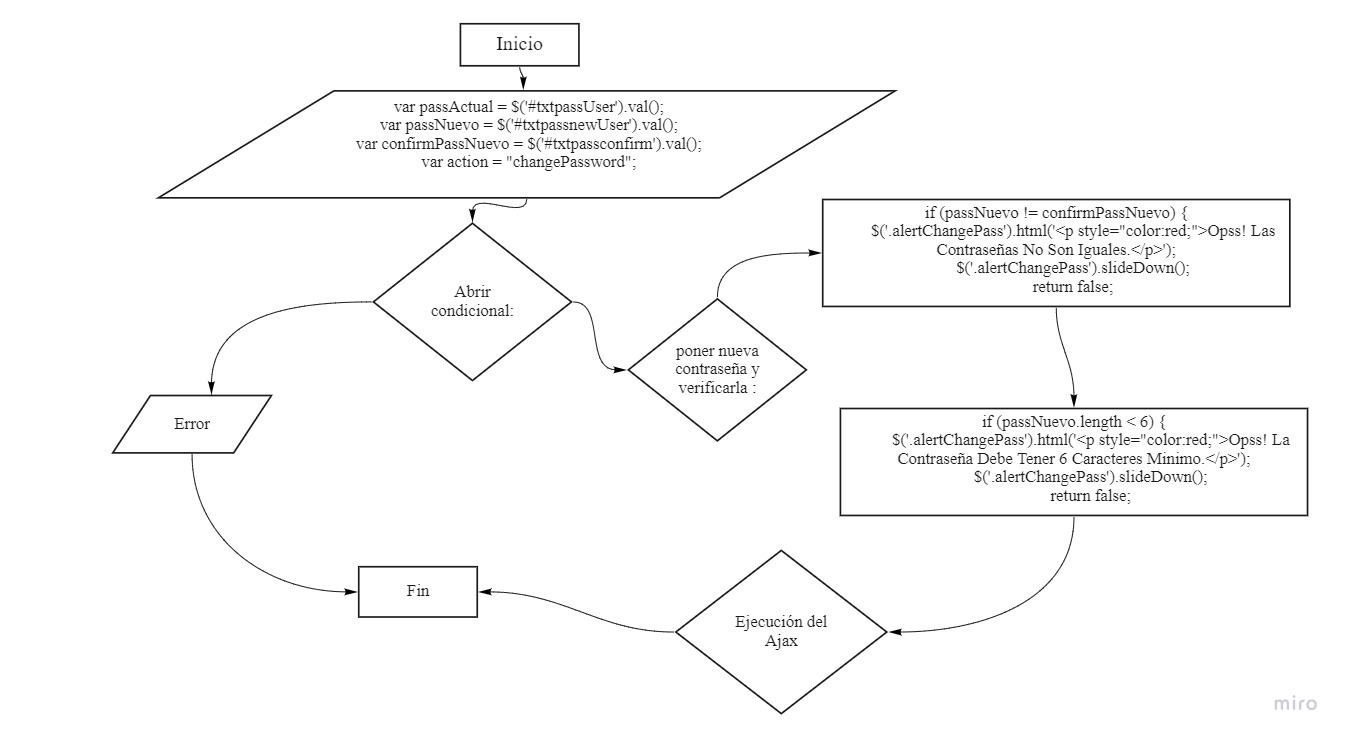 Inicio
var passActual = $('#txtpassUser').val();
var passNuevo = $('#txtpassnewUser').val();
var confirmPassNuevo = $('#txtpassconfirm').val();
var action = "changePassword";
Abrir
condicional:
poner nueva
contraseña y
verificarla :
if (passNuevo != confirmPassNuevo) {
$('.alertChangePass').html('<p style="color:red;">Opss! Las
Contraseñas No Son Iguales.</p>');
$('.alertChangePass').slideDown();
return false;
Error
if (passNuevo.length < 6) {
$('.alertChangePass').html('<p style="color:red;">Opss! La
Contraseña Debe Tener 6 Caracteres Minimo.</p>');
$('.alertChangePass').slideDown();
return false;
Fin
Ejecución del
Ajax
miro